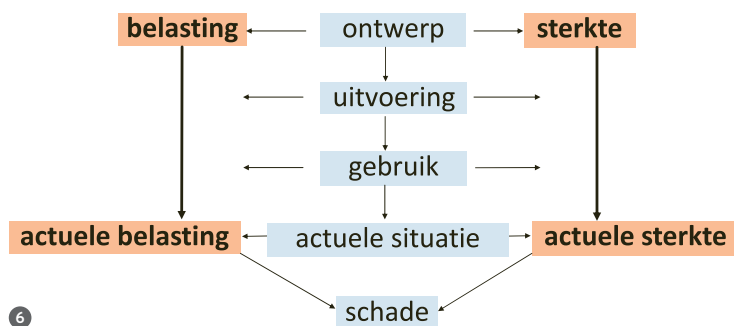 belasting ontwerp sterkte
uitvoering
gebruik
actuele belasting actuele situatie actuele sterkte
schade
6